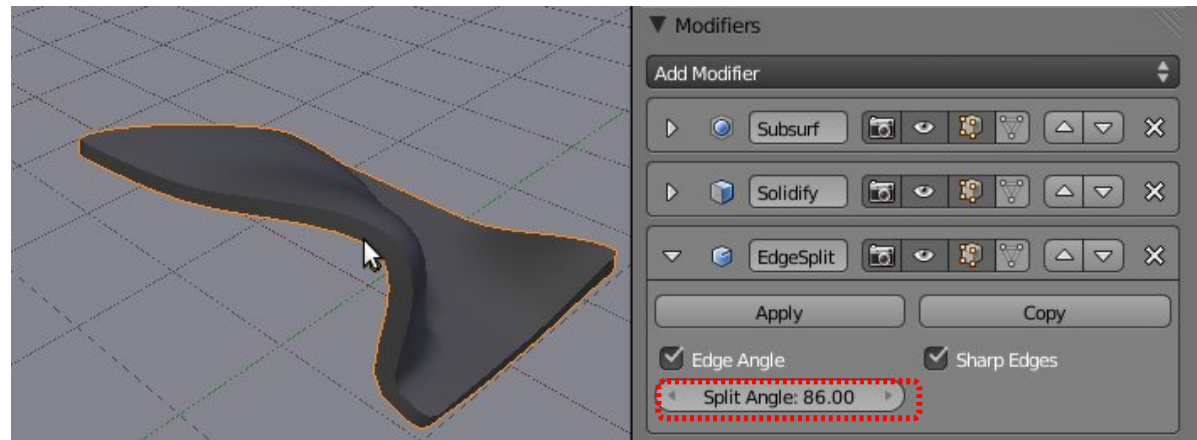 Modifiers
Add Modifier
Subsurf
Solidify
EdgeSplit
Apply Copy
Edge Angle Sharp Edges
Split Angle: 86.00